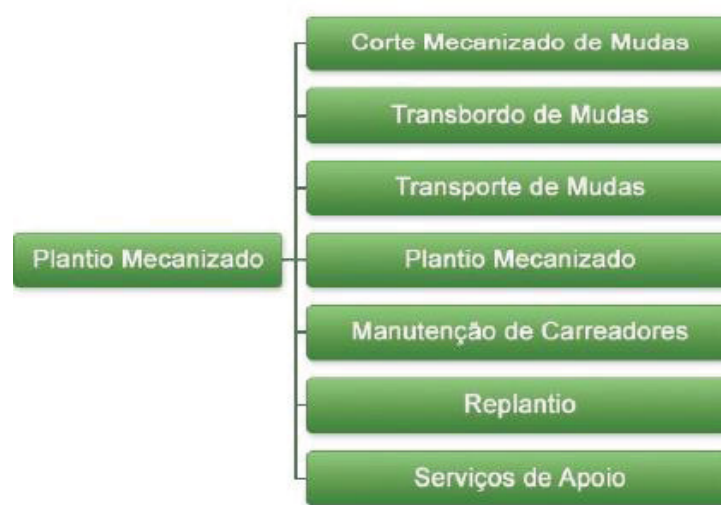 Corte Mecanizado de Mudas
Transbordo de Mudas
Transporte de Mudas
Plantio Mecanizado
Plantio Mecanizado
Manutenção de Carreadores
Replantio
Serviços de Apoio